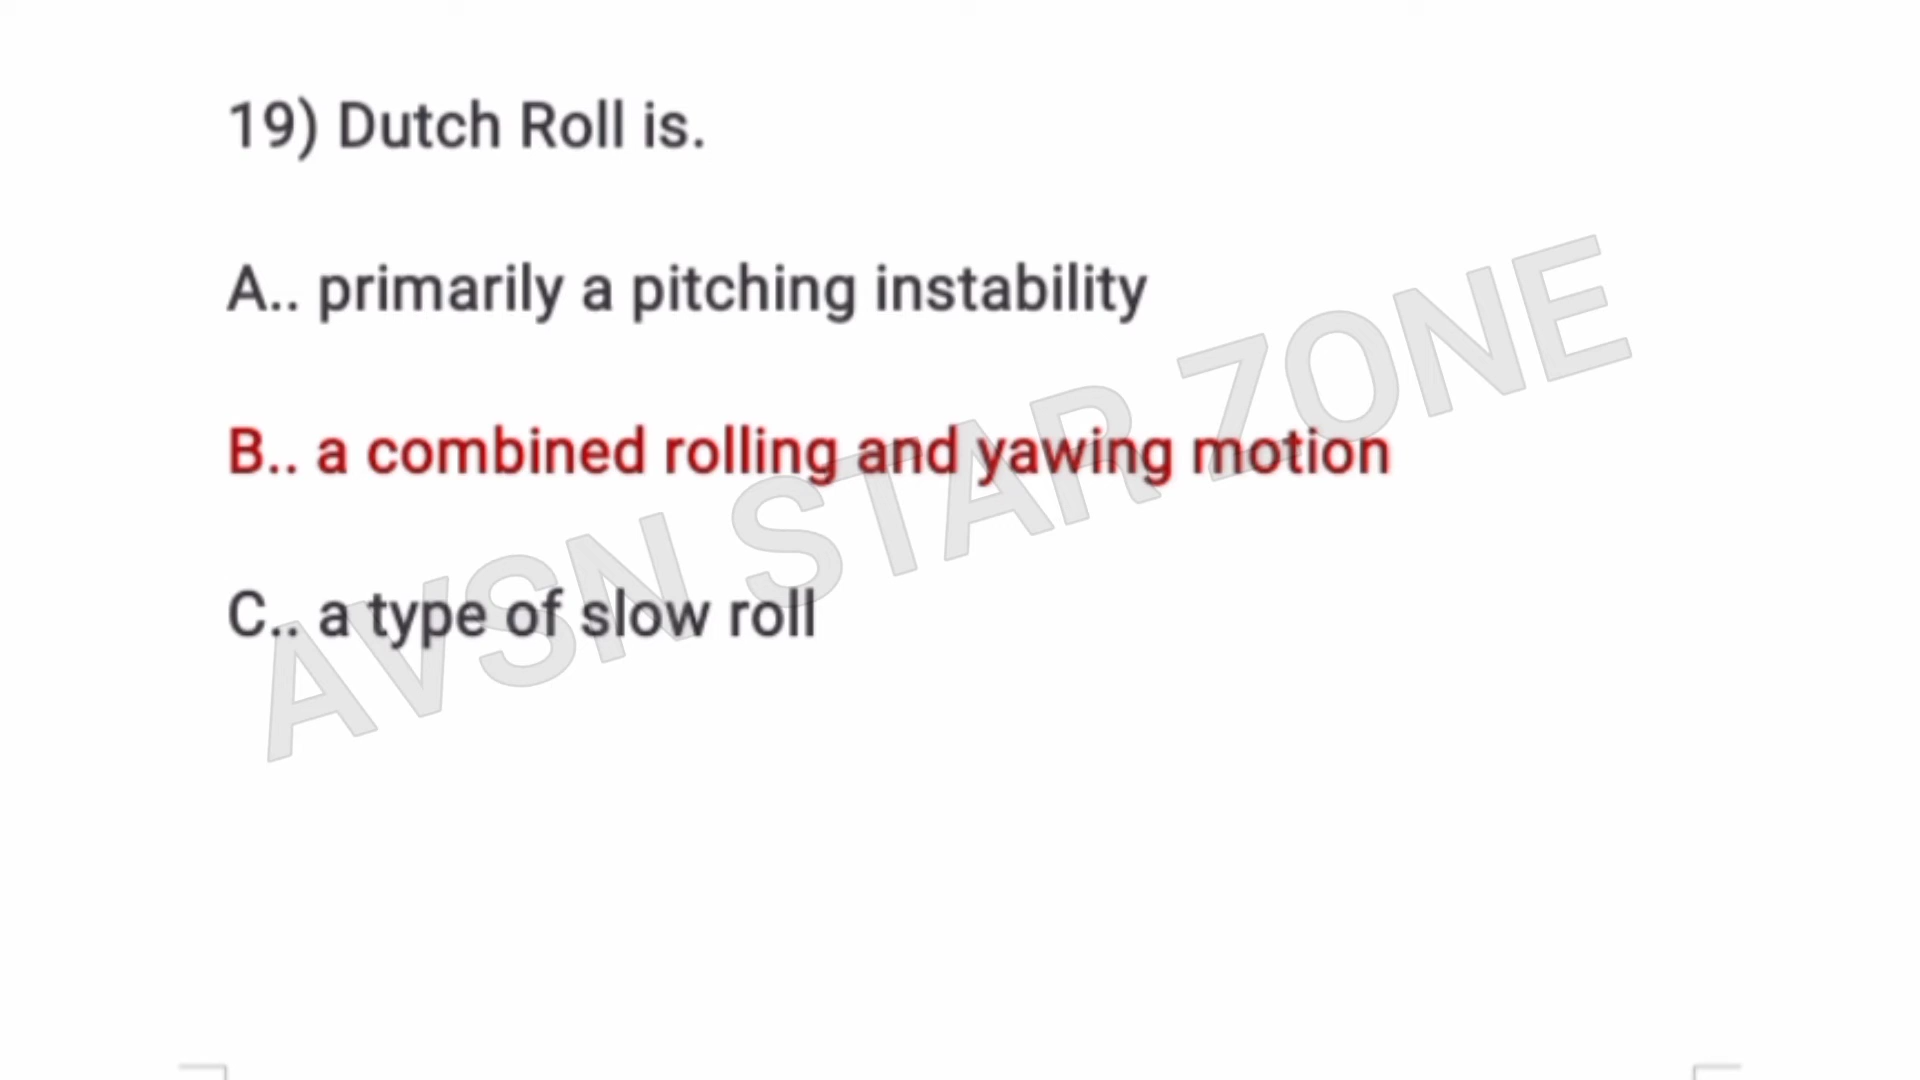 19) Dutch Roll is.
A.. primarily a pitching instability
B.. a combined rolling and yawing motion
C.. a type of slow roll
AVSN STAR ZONE